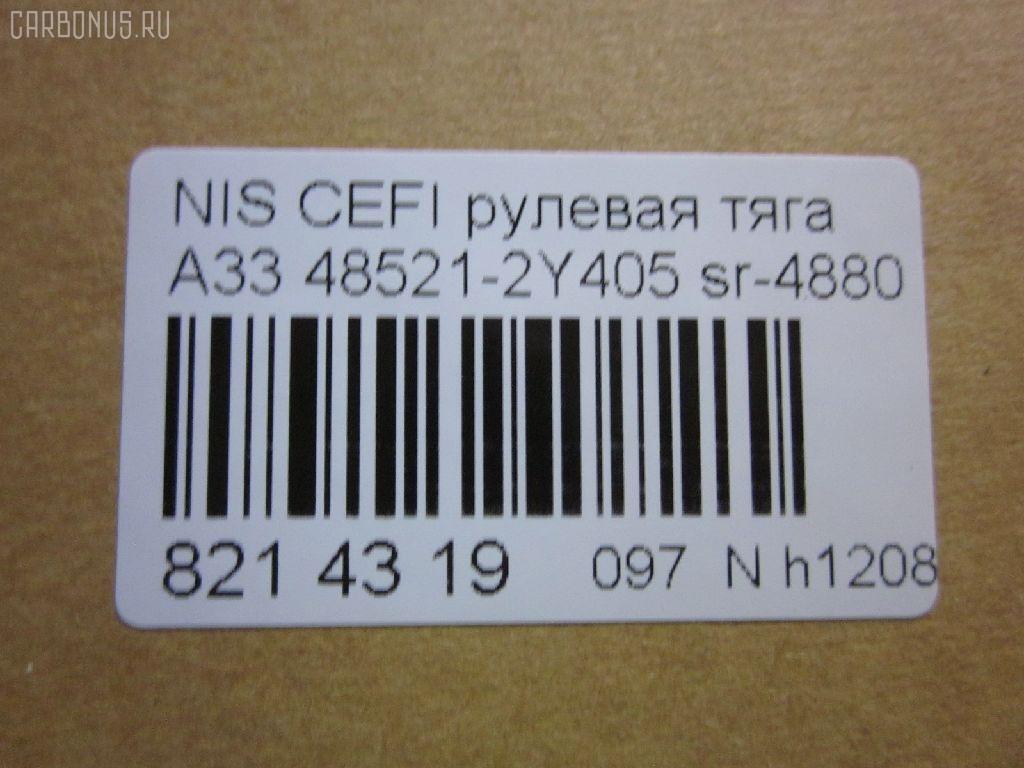 CARBONUS.RU
NIS CEFI рулевая тяга
A33 48521-2Y405 sr-4880
821 43 19 097 N h1208